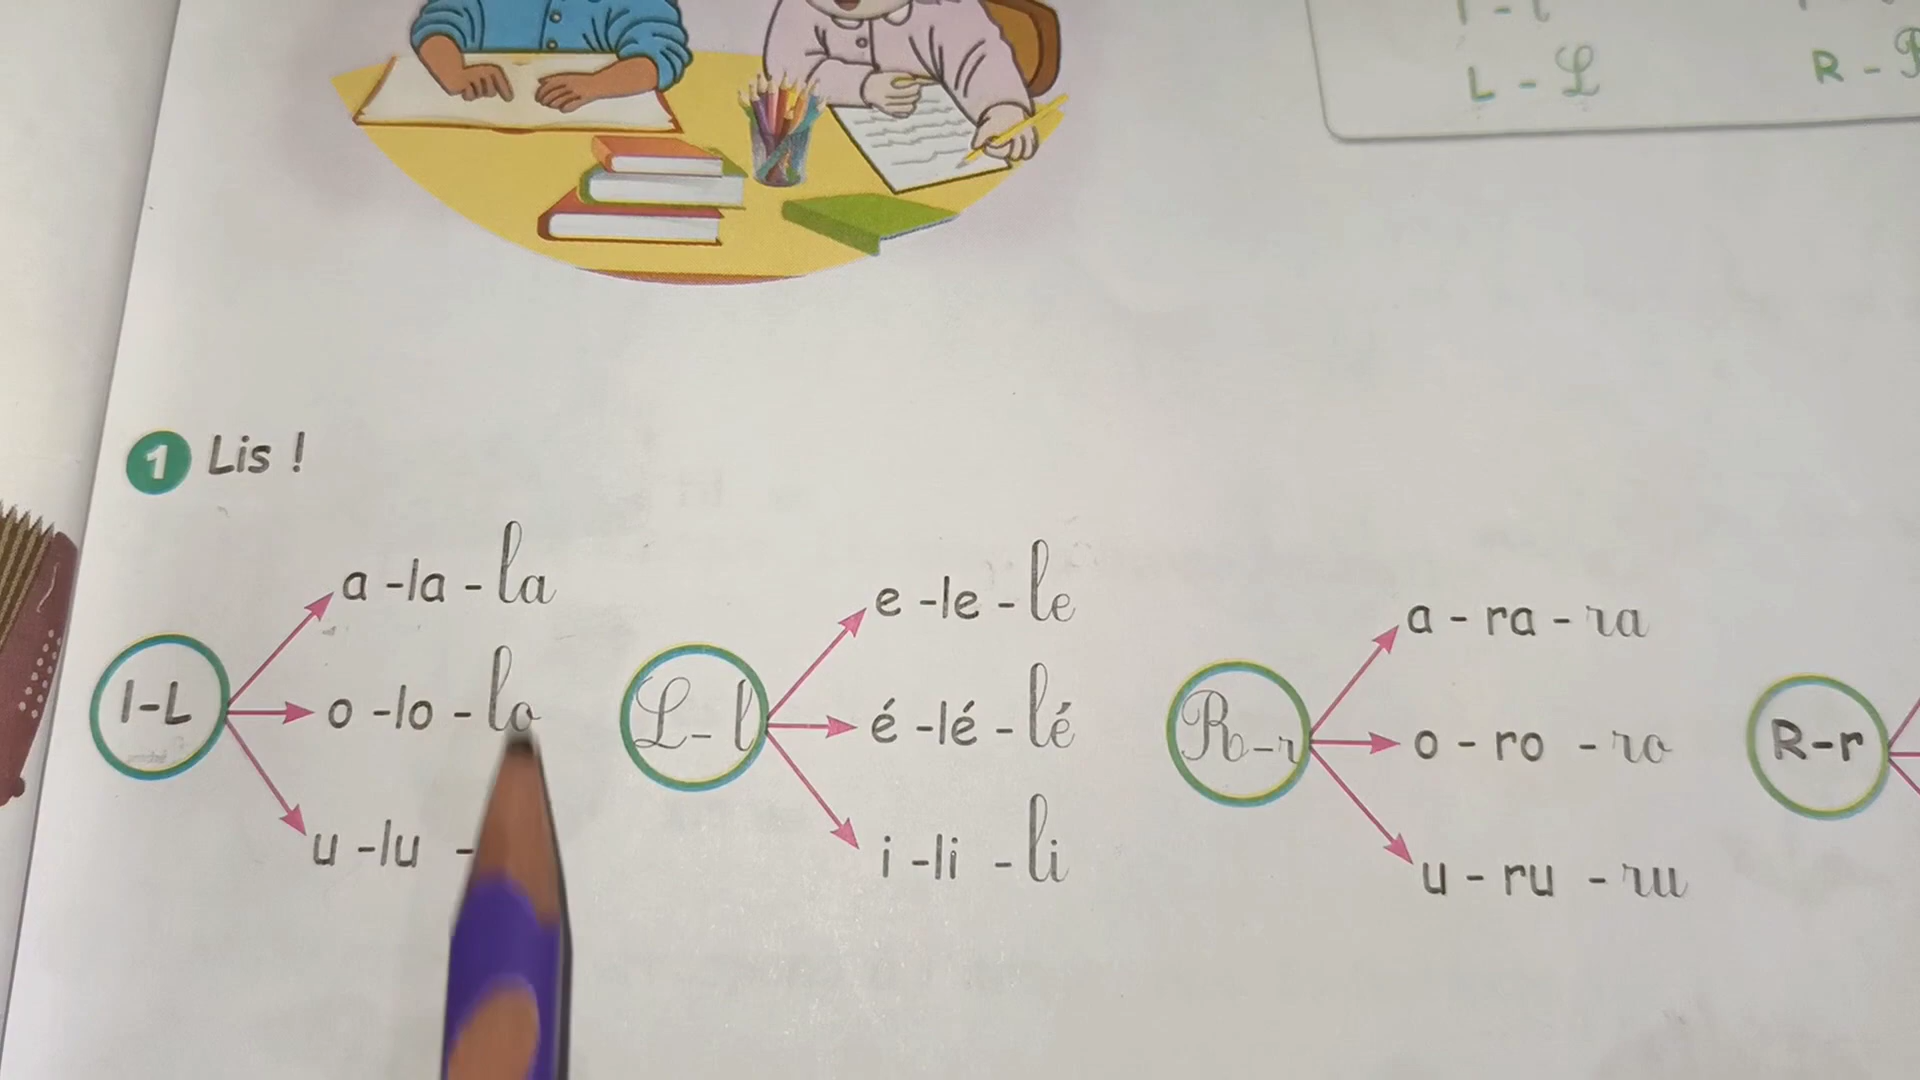 L - L R -
1 Lis !
l-L
a -la - la
o -lo - lo
u -lu -
L - l
e -le - le
é -lé - lé
i -li - li
R - r
a - ra - ra
o - ro - ro
u - ru - ru
R-r